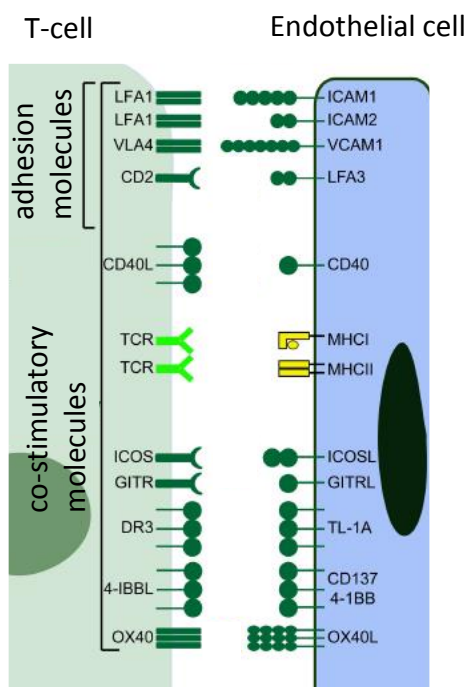 T-cell
Endothelial cell
adhesion
molecules
co-stimulatory
molecules
LFA1
ICAM1
LFA1
ICAM2
VLA4
VCAM1
CD2
LFA3
CD40L
CD40
TCR
MHCI
TCR
MHCII
ICOS
ICOSL
GITR
GITRL
DR3
TL-1A
4-IBBL
CD137
4-1BB
OX40
OX40L